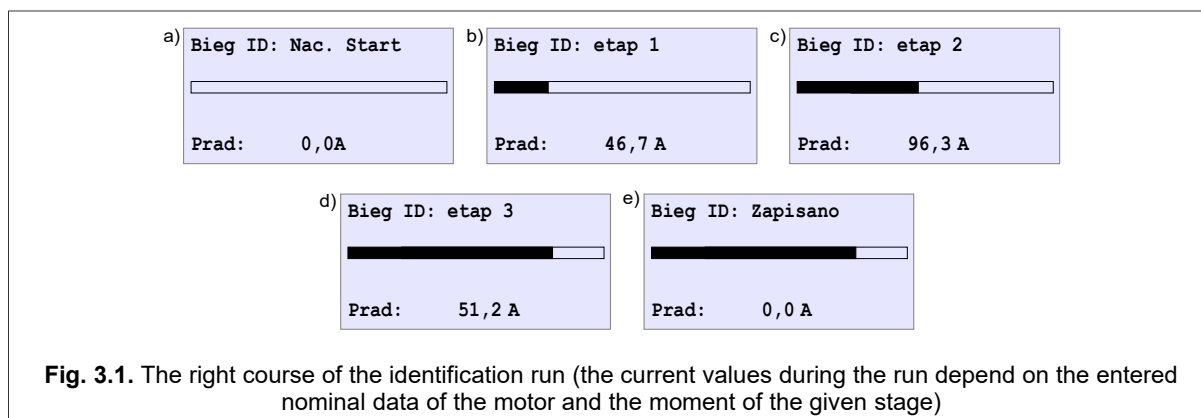 a) Bieg ID: Nac. Start
Prad: 0,0A
b) Bieg ID: etap 1
Prad: 46,7 A
c) Bieg ID: etap 2
Prad: 96,3 A
d) Bieg ID: etap 3
Prad: 51,2 A
e) Bieg ID: Zapisano
Prad: 0,0 A
Fig. 3.1. The right course of the identification run (the current values during the run depend on the entered
nominal data of the motor and the moment of the given stage)